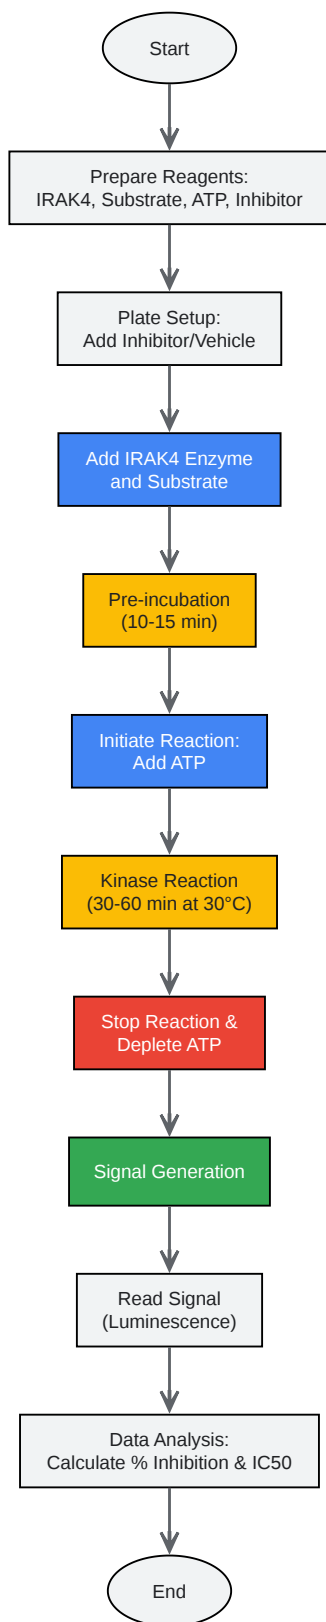 Start
Prepare Reagents:
IRAK4, Substrate, ATP, Inhibitor
Plate Setup:
Add Inhibitor/Vehicle
Add IRAK4 Enzyme
and Substrate
Pre-incubation
(10-15 min)
Initiate Reaction:
Add ATP
Kinase Reaction
(30-60 min at 30°C)
Stop Reaction &
Deplete ATP
Signal Generation
Read Signal
(Luminescence)
Data Analysis:
Calculate % Inhibition & IC50
End